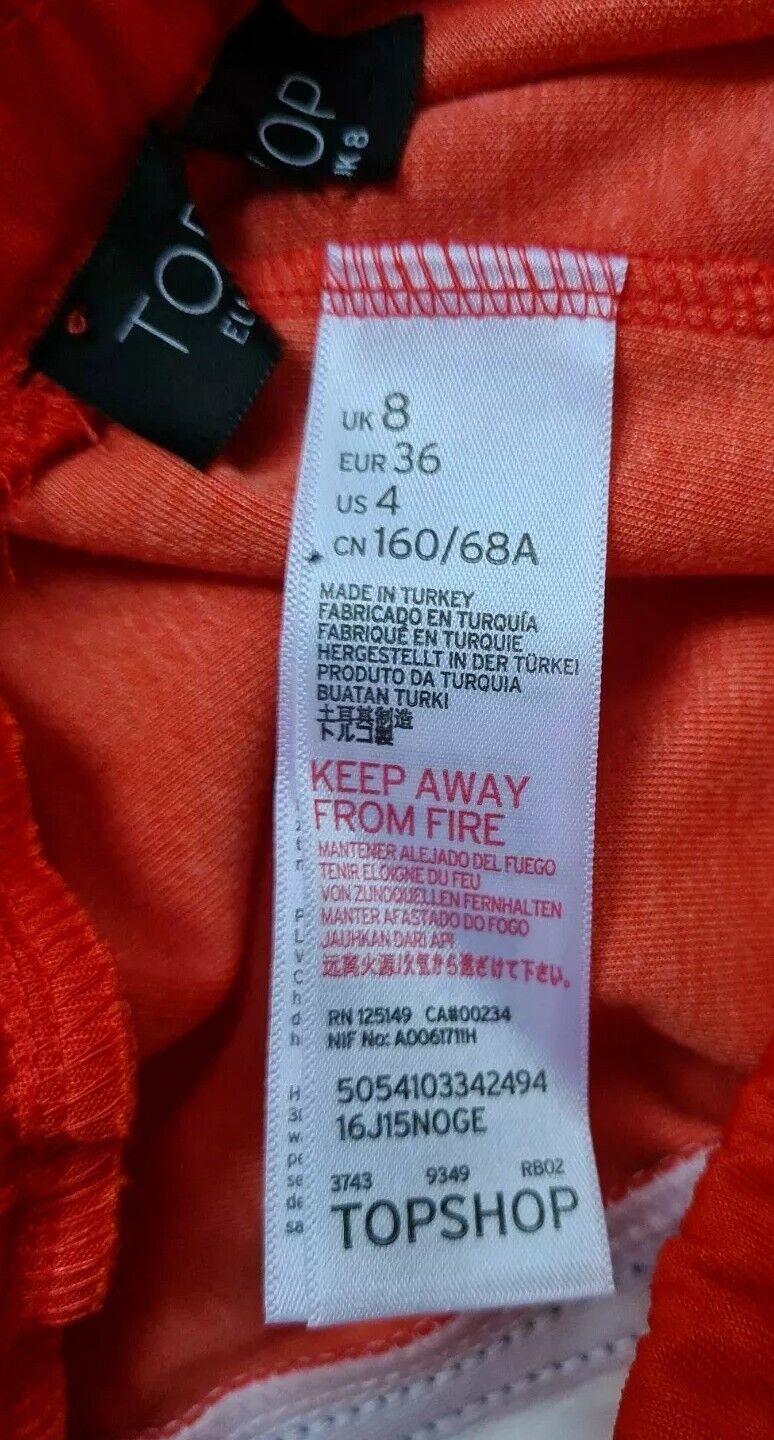 TOP
OP
UK 8
UK 8
EUR 36
US 4
CN 160/68A
MADE IN TURKEY
FABRICADO EN TURQUÍA
FABRIQUÉ EN TURQUIE
HERGESTELLT IN DER TÜRKEI
PRODUTO DA TURQUIA
BUATAN TURKI
土耳其制造
トルコ製
KEEP AWAY
FROM FIRE
MANTENER ALEJADO DEL FUEGO
TENIR ELOIGNE DU FEU
VON ZUNDQUELLEN FERNHALTEN
MANTER AFASTADO DO FOGO
JAUHKAN DARI API
远离火源/火気から遠ざけて下さい。
RN 125149 CA#00234
NIF No: A0061711H
5054103342494
16J15NOGE
3743 9349 RB02
TOPSHOP